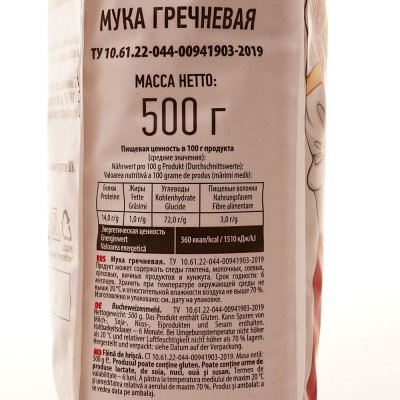 МУКА ГРЕЧНЕВАЯ
ТУ 10.61.22-044-00941903-2019
МАССА НЕТТО:
500 г
Пищевая ценность в 100 г продукта
(средние значения):
Nährwert pro 100 g Produkt (Durchschnittswerte):
Valoarea nutritivă a 100 grame de produs (mărimi medii):
Белки Жиры Углеводы Пищевые волокна
Proteine Fette Kohlenhydrate Nahrungsfasern
Grăsimi Glucide Fibre alimentare
14,0 г/g 1,0 г/g 72,0 г/g 3,0 г/g
Энергетическая ценность
Energiewert 360 ккал/kcal / 1510 кДж/kJ
Valoarea energetică
RUS Мука гречневая. ТУ 10.61.22-044-00941903-2019
Продукт может содержать следы глютена, молочных, соевых,
ореховых, яичных продуктов и кунжута. Срок годности: 6
месяцев. Хранить при температуре окружающей среды не
выше 20°С и относительной влажности воздуха не выше 70 %.
Изготовлено и упаковано: см. дату на упаковке.
DE Buchweizenmehl. ТУ 10.61.22-044-00941903-2019
Nettogewicht: 500 g. Das Produkt enthält Gluten. Kann Spuren von
Milch-, Soja-, Nuss-, Eiprodukten und Sesam enthalten.
Haltbarkeitsdauer – 6 Monate. Bei Umgebungstemperatur nicht höher
als 20 °C und relativer Luftfeuchtigkeit nicht höher als 70 % lagern.
Hergestellt und verpackt: siehe Datum auf der Verpackung.
MD Făină de hrișcă. CT 10.61.22-044-00941903-2019 Masa netă:
500 g. Produsul poate conține gluten. Poate conține urme de
produse lactate, de soia, nuci, ouă și susan. Termen de
valabilitate – 6 luni. A păstra la temperatura mediului de maxim 20 °C
și umiditatea relativă a aerului de maxim 70 %. Produs și ambalat: a
se vedea data pe ambalaj.